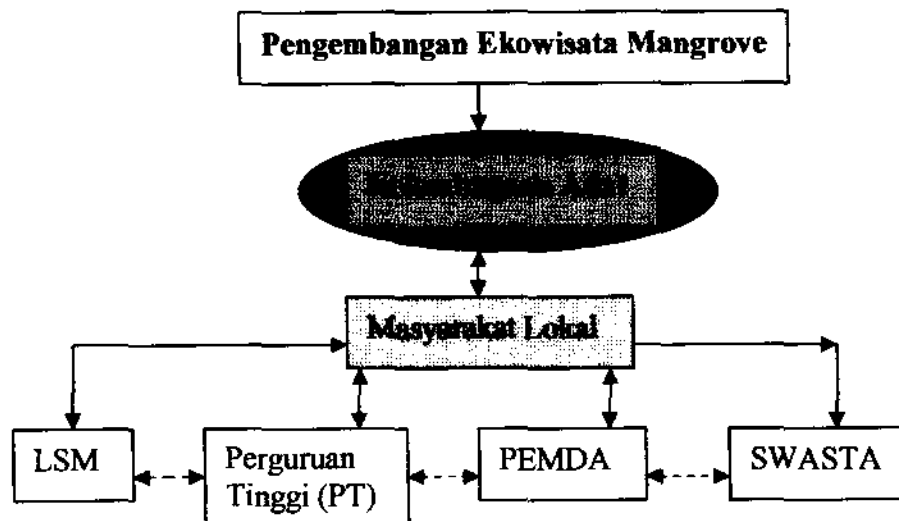 Pengembangan Ekowisata Mangrove
Masyarakat Lokal
LSM
Perguruan
Tinggi (PT)
PEMDA
SWASTA